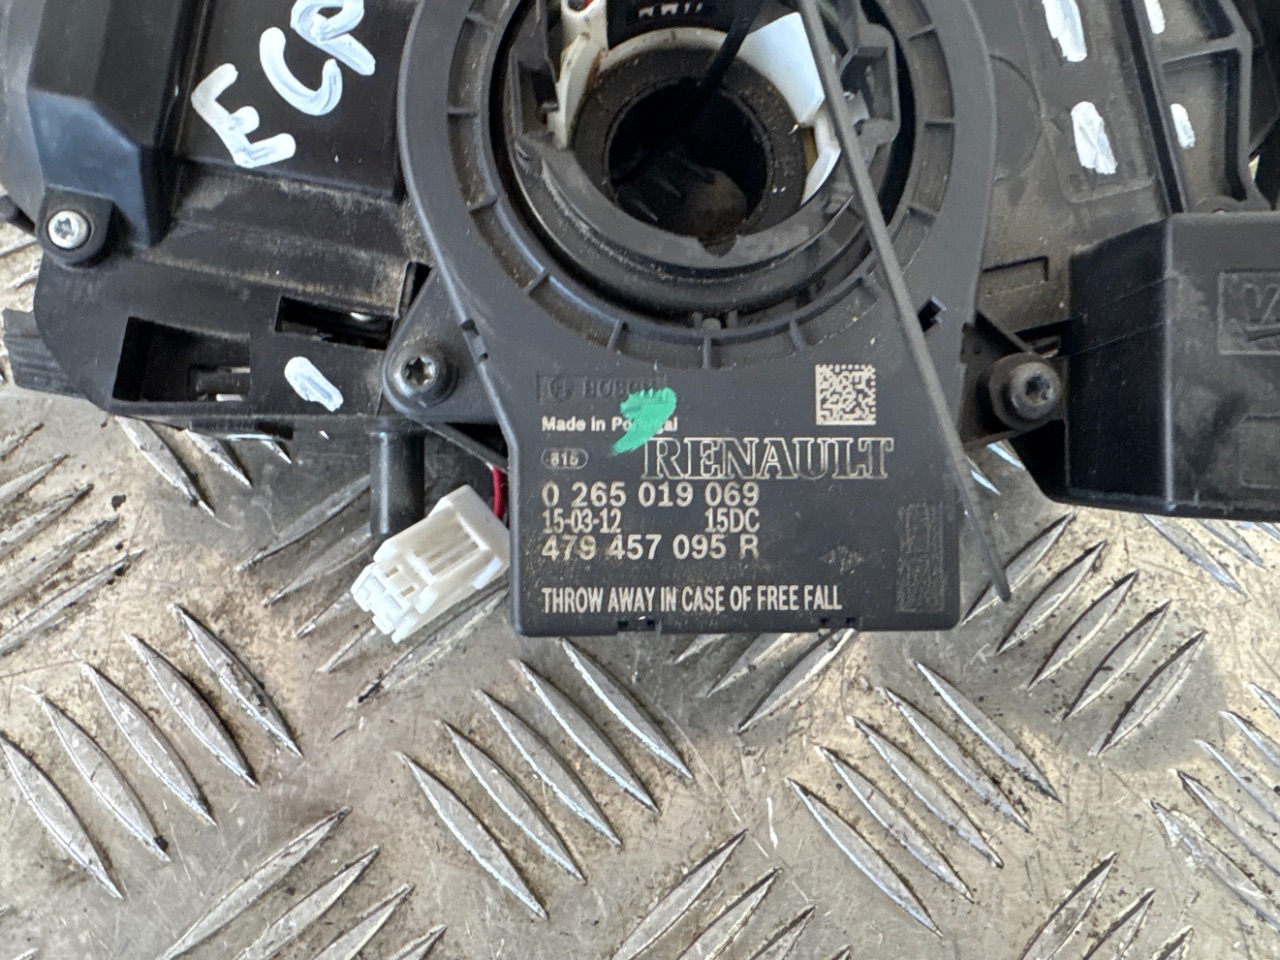 BOSCH
Made in Portugal
815
RENAULT
0 265 019 069
15-03-12 15DC
479 457 095 R
THROW AWAY IN CASE OF FREE FALL